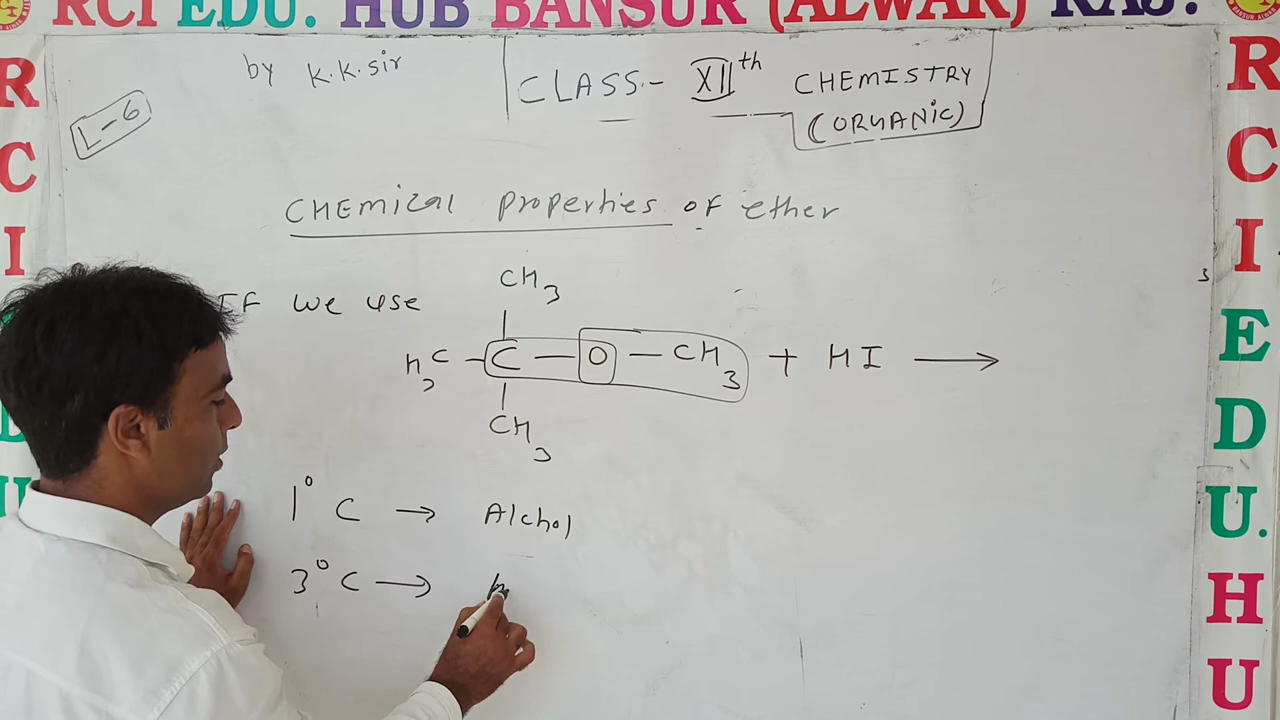 RCI EDU. HUB BANSUR (ALWAR) RAJ.
by K.K.Sir
CLASS:- XIIth CHEMISTRY
(ORGANIC)
L-6
CHEMICAL Properties OF ether
IF we use
CH3
H3C - C - O - CH3 + HI →
CH3
1° C → Alchol
3° C →
R
C
I
E
D
U.
H
U
R
C
I
D
U